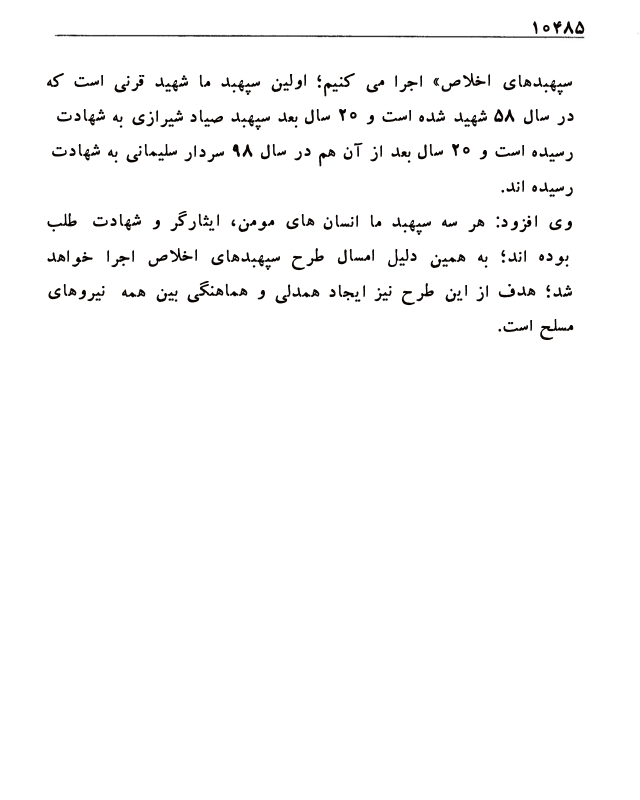 ۱۰۴۸۵
سپهبدهای اخلاص» اجرا می کنیم؛ اولین سپهبد ما شهید قرنی است که
در سال ۵۸ شهید شده است و ۲۰ سال بعد سپهبد صیاد شیرازی به شهادت
رسیده است و ۲۰ سال بعد از آن هم در سال ۹۸ سردار سلیمانی به شهادت
رسیده اند.
وی افزود: هر سه سپهبد ما انسان های مومن، ایثارگر و شهادت طلب
بوده اند؛ به همین دلیل امسال طرح سپهبدهای اخلاص اجرا خواهد
شد؛ هدف از این طرح نیز ایجاد همدلی و هماهنگی بین همه نیروهای
مسلح است.